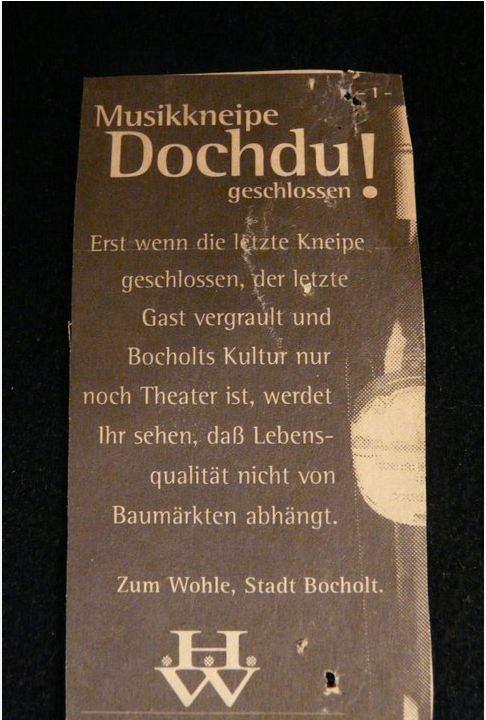 Musikkneipe
Dochdu!
geschlossen
Erst wenn die letzte Kneipe
geschlossen, der letzte
Gast vergrault und
Bocholts Kultur nur
noch Theater ist, werdet
Ihr sehen, daß Lebens-
qualität nicht von
Baumärkten abhängt.
Zum Wohle, Stadt Bocholt.
H
W